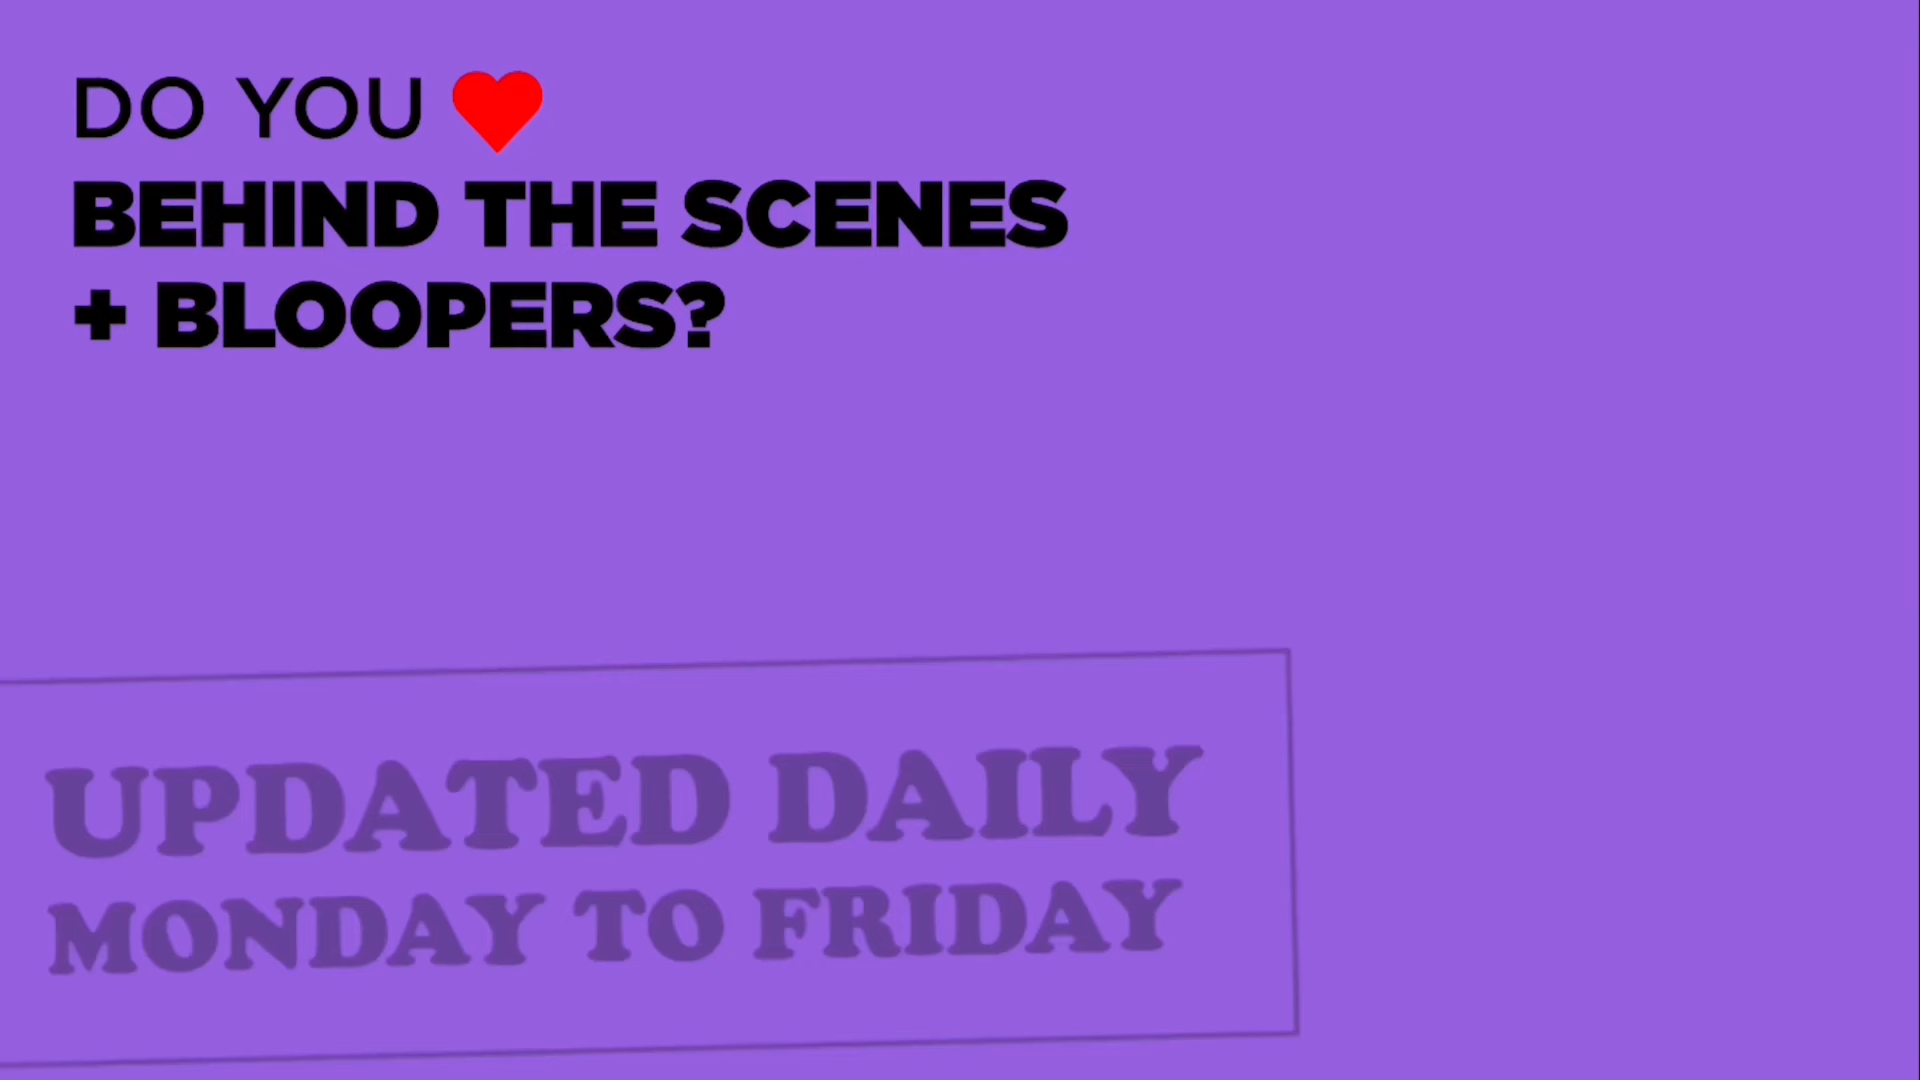 DO YOU ❤
BEHIND THE SCENES
+ BLOOPERS?
UPDATED DAILY
MONDAY TO FRIDAY